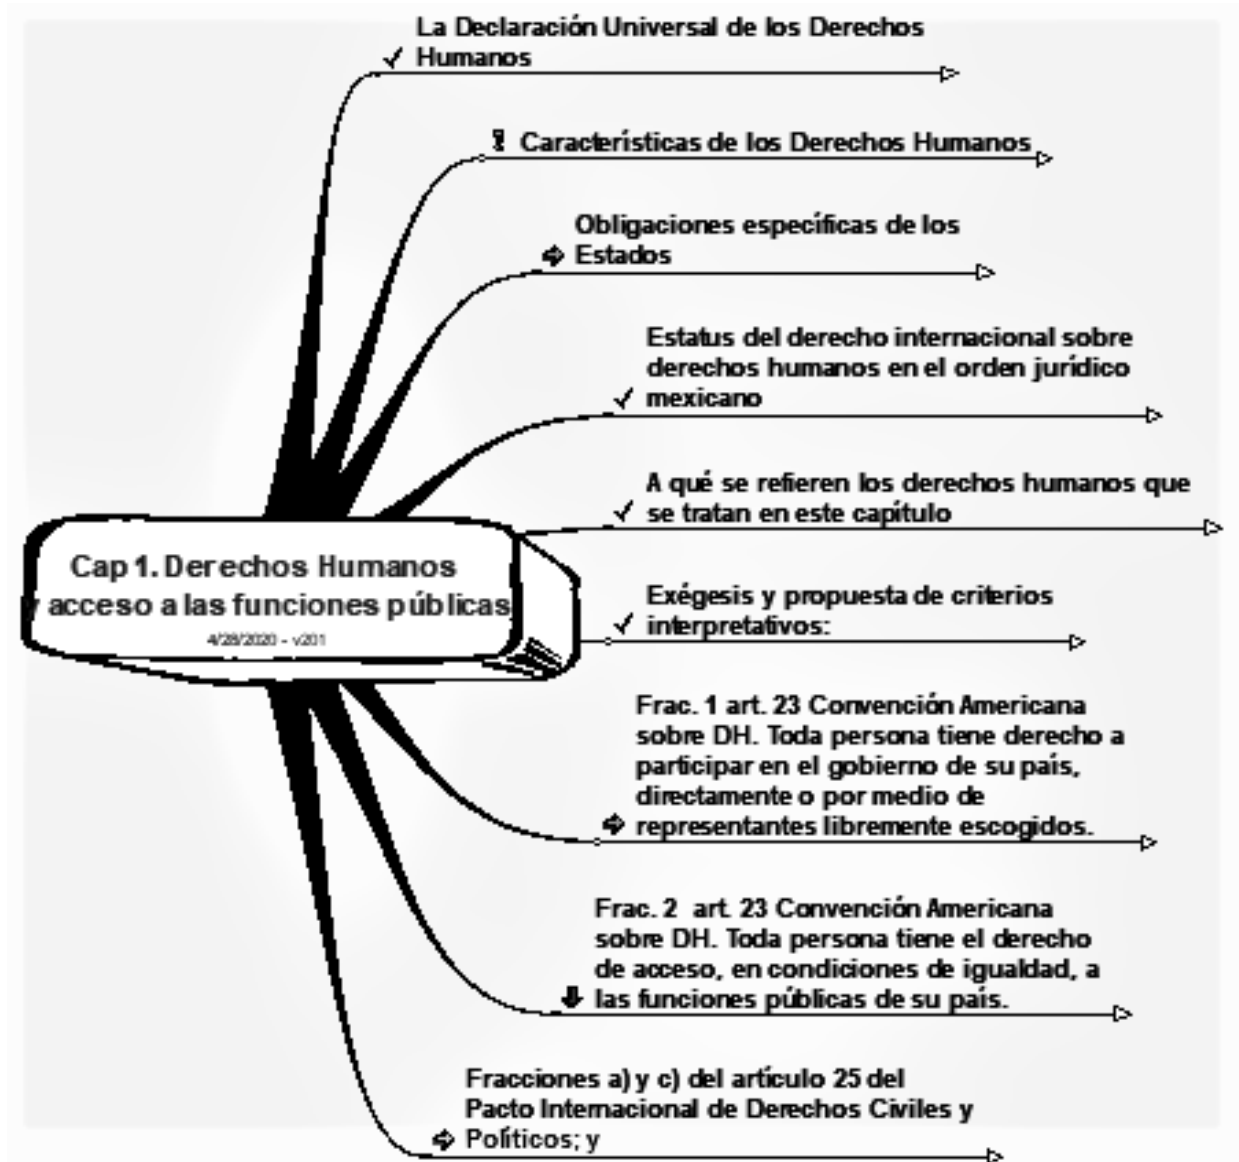 La Declaración Universal de los Derechos
Humanos
Características de los Derechos Humanos
Obligaciones específicas de los
Estados
Estatus del derecho internacional sobre
derechos humanos en el orden jurídico
mexicano
A qué se refieren los derechos humanos que
se tratan en este capítulo
Cap 1. Derechos Humanos
y acceso a las funciones públicas
4/28/2020 - v201
Exégesis y propuesta de criterios
interpretativos:
Frac. 1 art. 23 Convención Americana
sobre DH. Toda persona tiene derecho a
participar en el gobierno de su país,
directamente o por medio de
representantes libremente escogidos.
Frac. 2 art. 23 Convención Americana
sobre DH. Toda persona tiene el derecho
de acceso, en condiciones de igualdad, a
las funciones públicas de su país.
Fracciones a) y c) del artículo 25 del
Pacto Internacional de Derechos Civiles y
Políticos; y